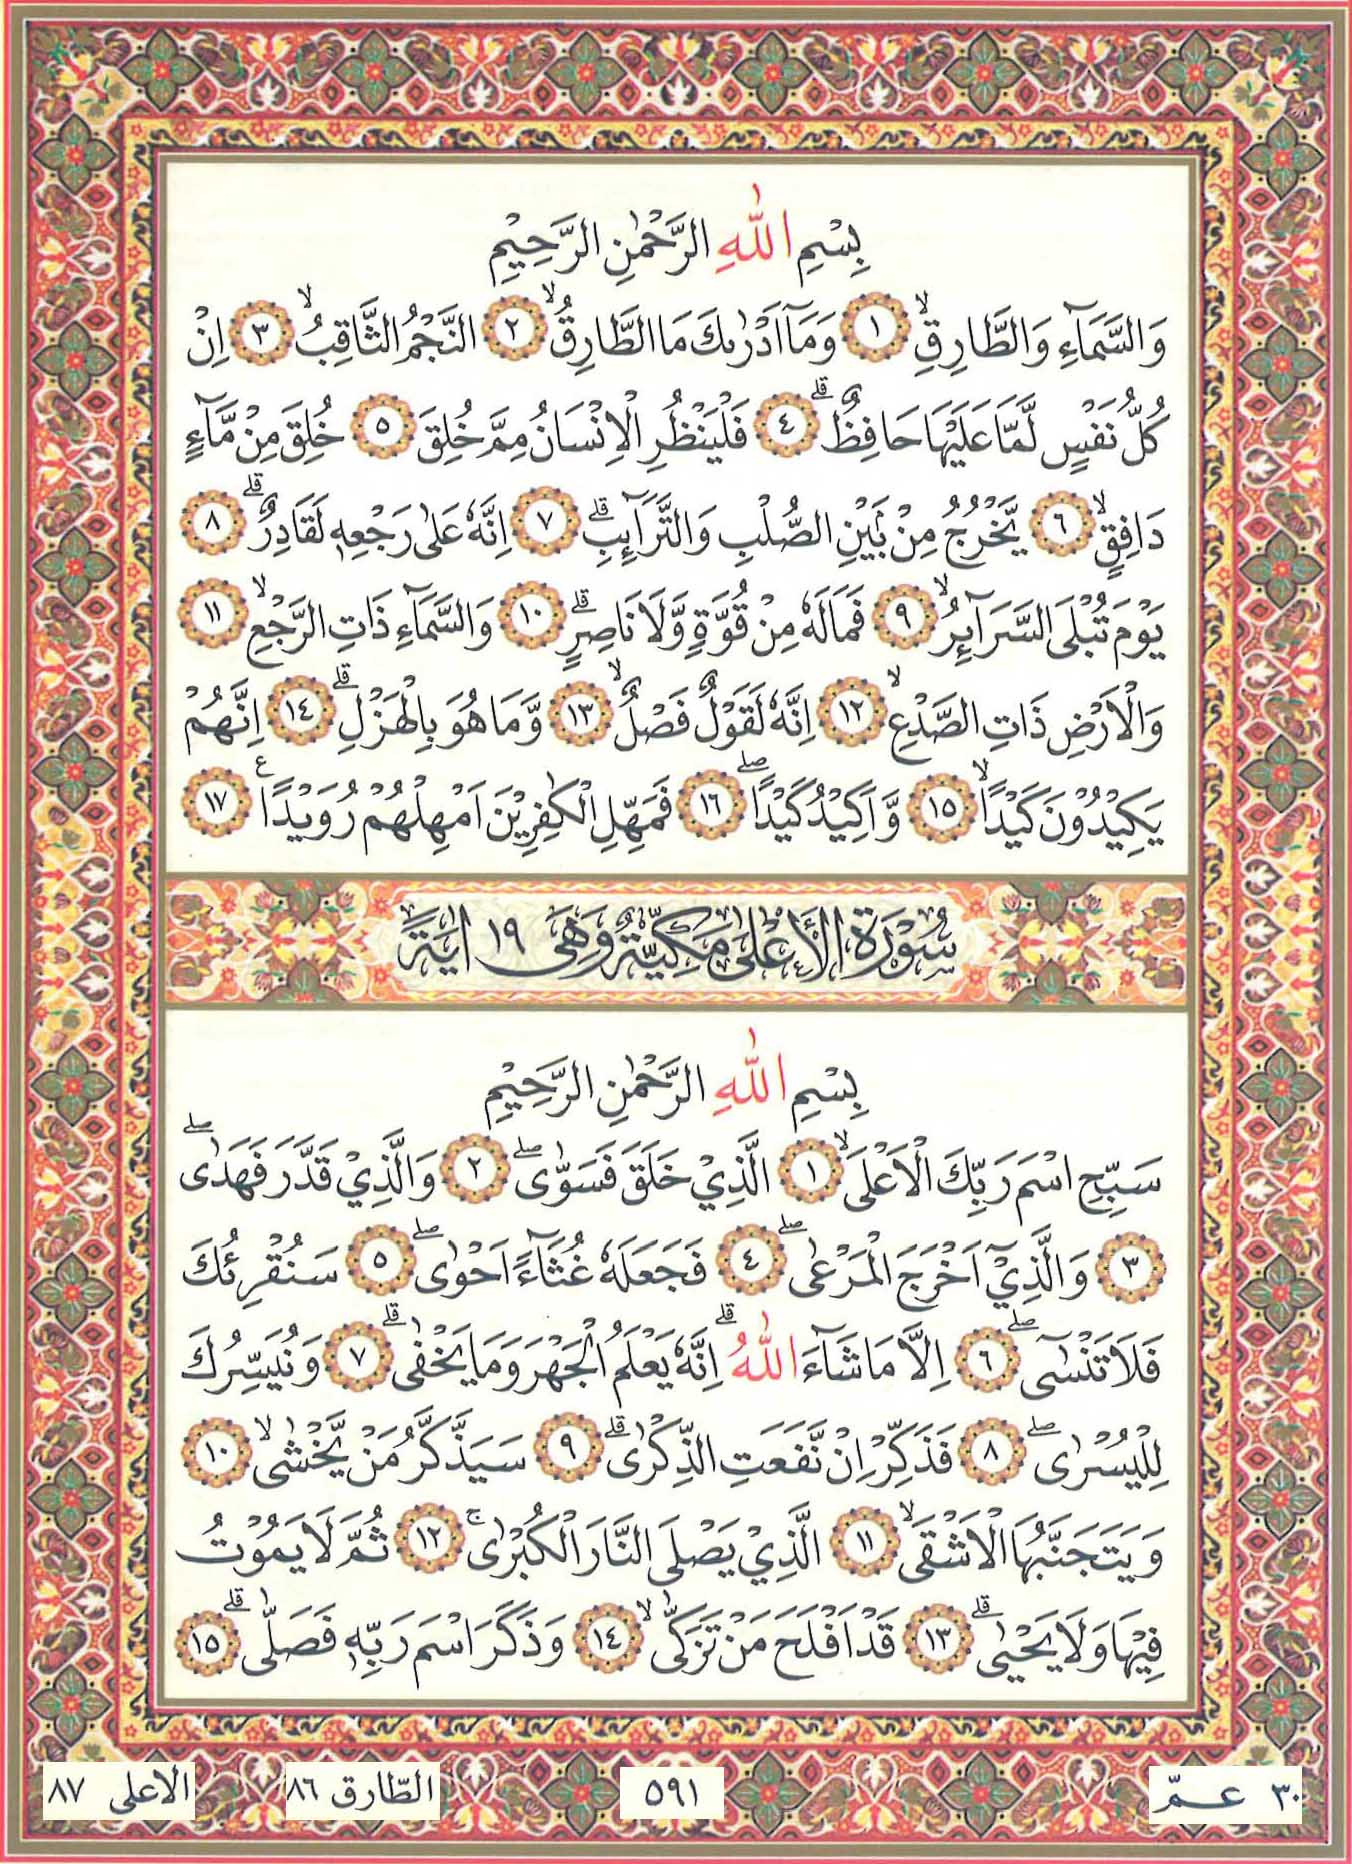 بِسْمِ اللّٰهِ الرَّحْمٰنِ الرَّحِيْمِ
وَالسَّمَآءِ وَالطَّارِقِۙ ١ وَمَآ اَدْرٰىكَ مَا الطَّارِقُۙ ٢ النَّجْمُ الثَّاقِبُۙ ٣ اِنْ
كُلُّ نَفْسٍ لَّمَّا عَلَيْهَا حَافِظٌۗ ٤ فَلْيَنْظُرِ الْاِنْسَانُ مِمَّ خُلِقَ ٥ خُلِقَ مِنْ مَّآءٍ
دَافِقٍۙ ٦ يَّخْرُجُ مِنْۢ بَيْنِ الصُّلْبِ وَالتَّرَآئِبِۗ ٧ اِنَّهٗ عَلٰى رَجْعِهٖ لَقَادِرٌۗ ٨
يَوْمَ تُبْلَى السَّرَآئِرُۙ ٩ فَمَا لَهٗ مِنْ قُوَّةٍ وَّلَا نَاصِرٍۗ ١٠ وَالسَّمَآءِ ذَاتِ الرَّجْعِۙ ١١
وَالْاَرْضِ ذَاتِ الصَّدْعِۙ ١٢ اِنَّهٗ لَقَوْلٌ فَصْلٌۙ ١٣ وَّمَا هُوَ بِالْهَزْلِۗ ١٤ اِنَّهُمْ
يَكِيْدُوْنَ كَيْدًاۙ ١٥ وَّاَكِيْدُ كَيْدًاۖ ١٦ فَمَهِّلِ الْكٰفِرِيْنَ اَمْهِلْهُمْ رُوَيْدًا ع ١٧
سُوْرَةُ الْأَعْلٰى مَكِّيَّةٌ وَهِيَ ١٩ اٰيَةً
بِسْمِ اللّٰهِ الرَّحْمٰنِ الرَّحِيْمِ
سَبِّحِ اسْمَ رَبِّكَ الْاَعْلَىۙ ١ الَّذِيْ خَلَقَ فَسَوّٰىۖ ٢ وَالَّذِيْ قَدَّرَ فَهَدٰىۖ
٣ وَالَّذِيْٓ اَخْرَجَ الْمَرْعٰىۖ ٤ فَجَعَلَهٗ غُثَآءً اَحْوٰىۖ ٥ سَنُقْرِئُكَ
فَلَا تَنْسٰٓىۖ ٦ اِلَّا مَا شَآءَ اللّٰهُۗ اِنَّهٗ يَعْلَمُ الْجَهْرَ وَمَا يَخْفٰىۗ ٧ وَنُيَسِّرُكَ
لِلْيُسْرٰىۖ ٨ فَذَكِّرْ اِنْ نَّفَعَتِ الذِّكْرٰىۗ ٩ سَيَذَّكَّرُ مَنْ يَّخْشٰىۙ ١٠
وَيَتَجَنَّبُهَا الْاَشْقَىۙ ١١ الَّذِيْ يَصْلَى النَّارَ الْكُبْرٰىۚ ١٢ ثُمَّ لَا يَمُوْتُ
فِيْهَا وَلَا يَحْيٰىۗ ١٣ قَدْ اَفْلَحَ مَنْ تَزَكّٰىۙ ١٤ وَذَكَرَ اسْمَ رَبِّهٖ فَصَلّٰىۗ ١٥
٣٠ عـمّ ٥٩١ الطّارق ٨٦ الاعلى ٨٧